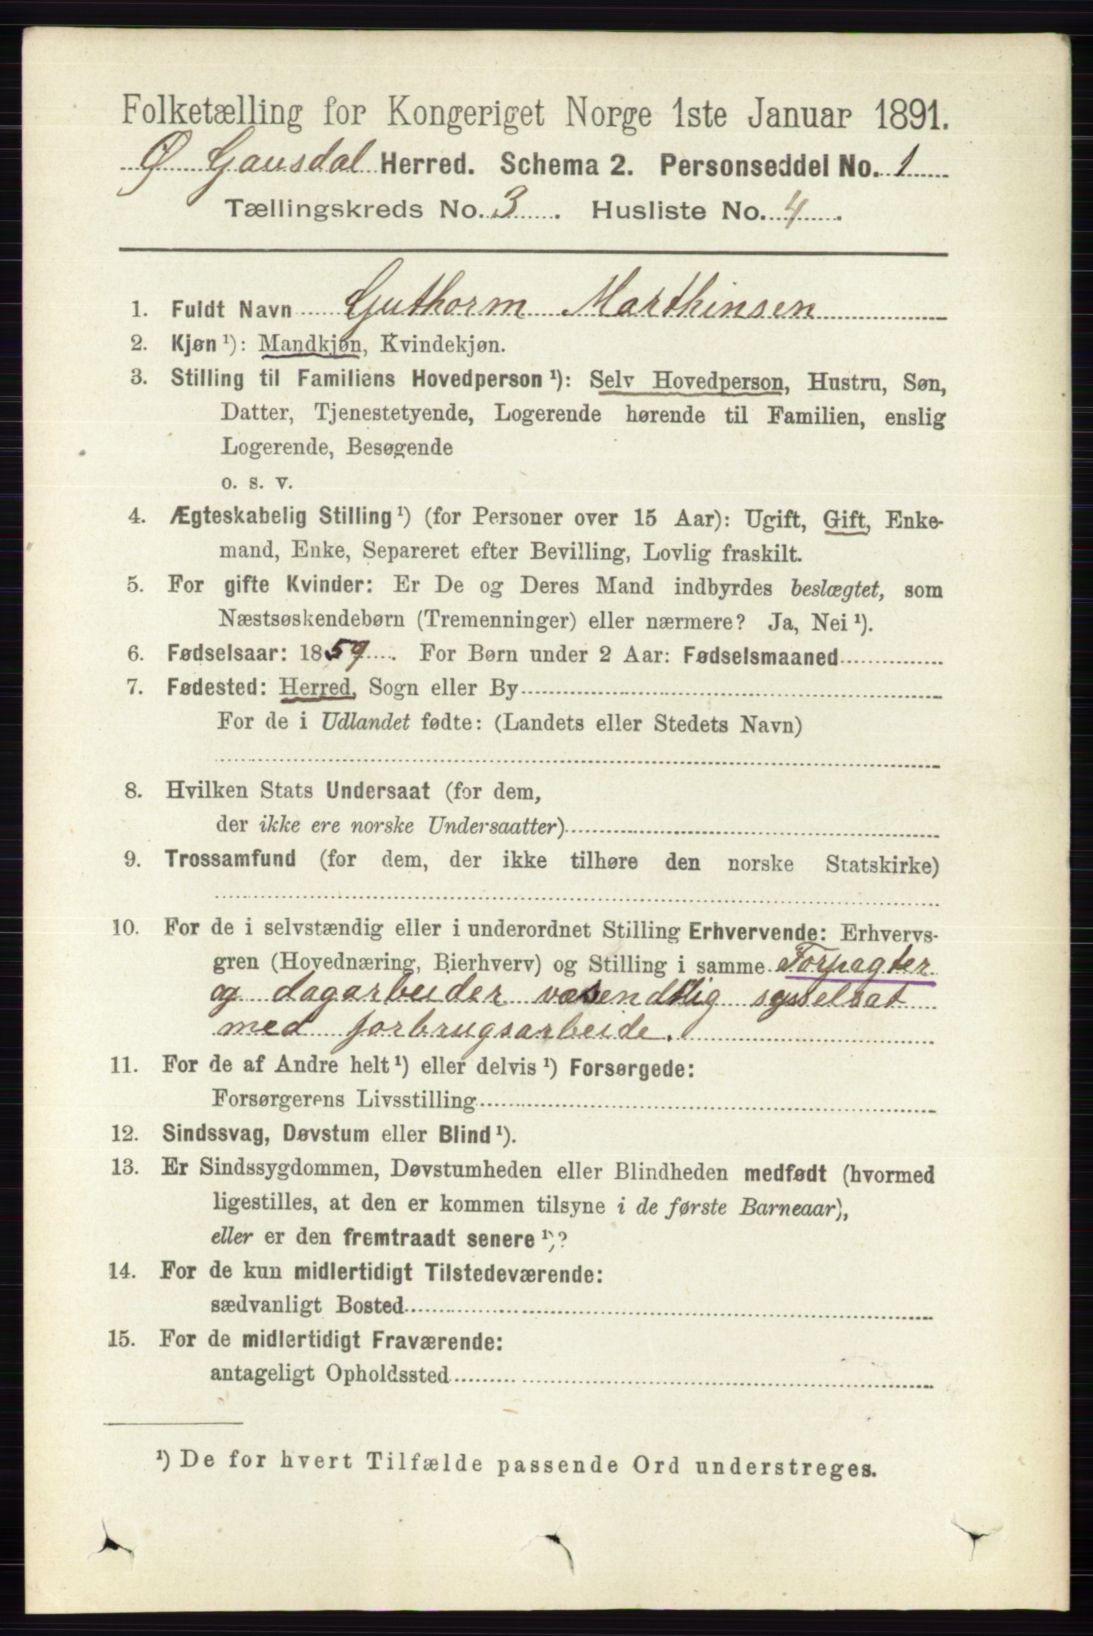 Folketælling for Kongeriget Norge 1ste Januar 1891.
Ø Gausdal Herred. Schema 2. Personseddel No. 1
Tællingskreds No. 3. Husliste No. 4.
1. Fuldt Navn Guthorm Marthinsen
2. Kjøn ¹): Mandkjøn, Kvindekjøn.
3. Stilling til Familiens Hovedperson ¹): Selv Hovedperson, Hustru, Søn,
Datter, Tjenestetyende, Logerende hørende til Familien, enslig
Logerende, Besøgende
o. s. v.
4. Ægteskabelig Stilling ¹) (for Personer over 15 Aar): Ugift, Gift, Enke-
mand, Enke, Separeret efter Bevilling, Lovlig fraskilt.
5. For gifte Kvinder: Er De og Deres Mand indbyrdes beslægtet, som
Næstsøskendebørn (Tremenninger) eller nærmere? Ja, Nei ¹).
6. Fødselsaar: 1859. For Børn under 2 Aar: Fødselsmaaned
7. Fødested: Herred, Sogn eller By
For de i Udlandet fødte: (Landets eller Stedets Navn)
8. Hvilken Stats Undersaat (for dem,
der ikke ere norske Undersaatter)
9. Trossamfund (for dem, der ikke tilhøre den norske Statskirke)
10. For de i selvstændig eller i underordnet Stilling Erhvervende: Erhvervs-
gren (Hovednæring, Bierhverv) og Stilling i samme Forpagter
og dagarbeider væsendtlig sysselsat
med jorbrugsarbeide.
11. For de af Andre helt ¹) eller delvis ¹) Forsørgede:
Forsørgerens Livsstilling
12. Sindssvag, Døvstum eller Blind ¹).
13. Er Sindssygdommen, Døvstumheden eller Blindheden medfødt (hvormed
ligestilles, at den er kommen tilsyne i de første Barneaar),
eller er den fremtraadt senere ¹)?
14. For de kun midlertidigt Tilstedeværende:
sædvanligt Bosted
15. For de midlertidigt Fraværende:
antageligt Opholdssted
¹) De for hvert Tilfælde passende Ord understreges.